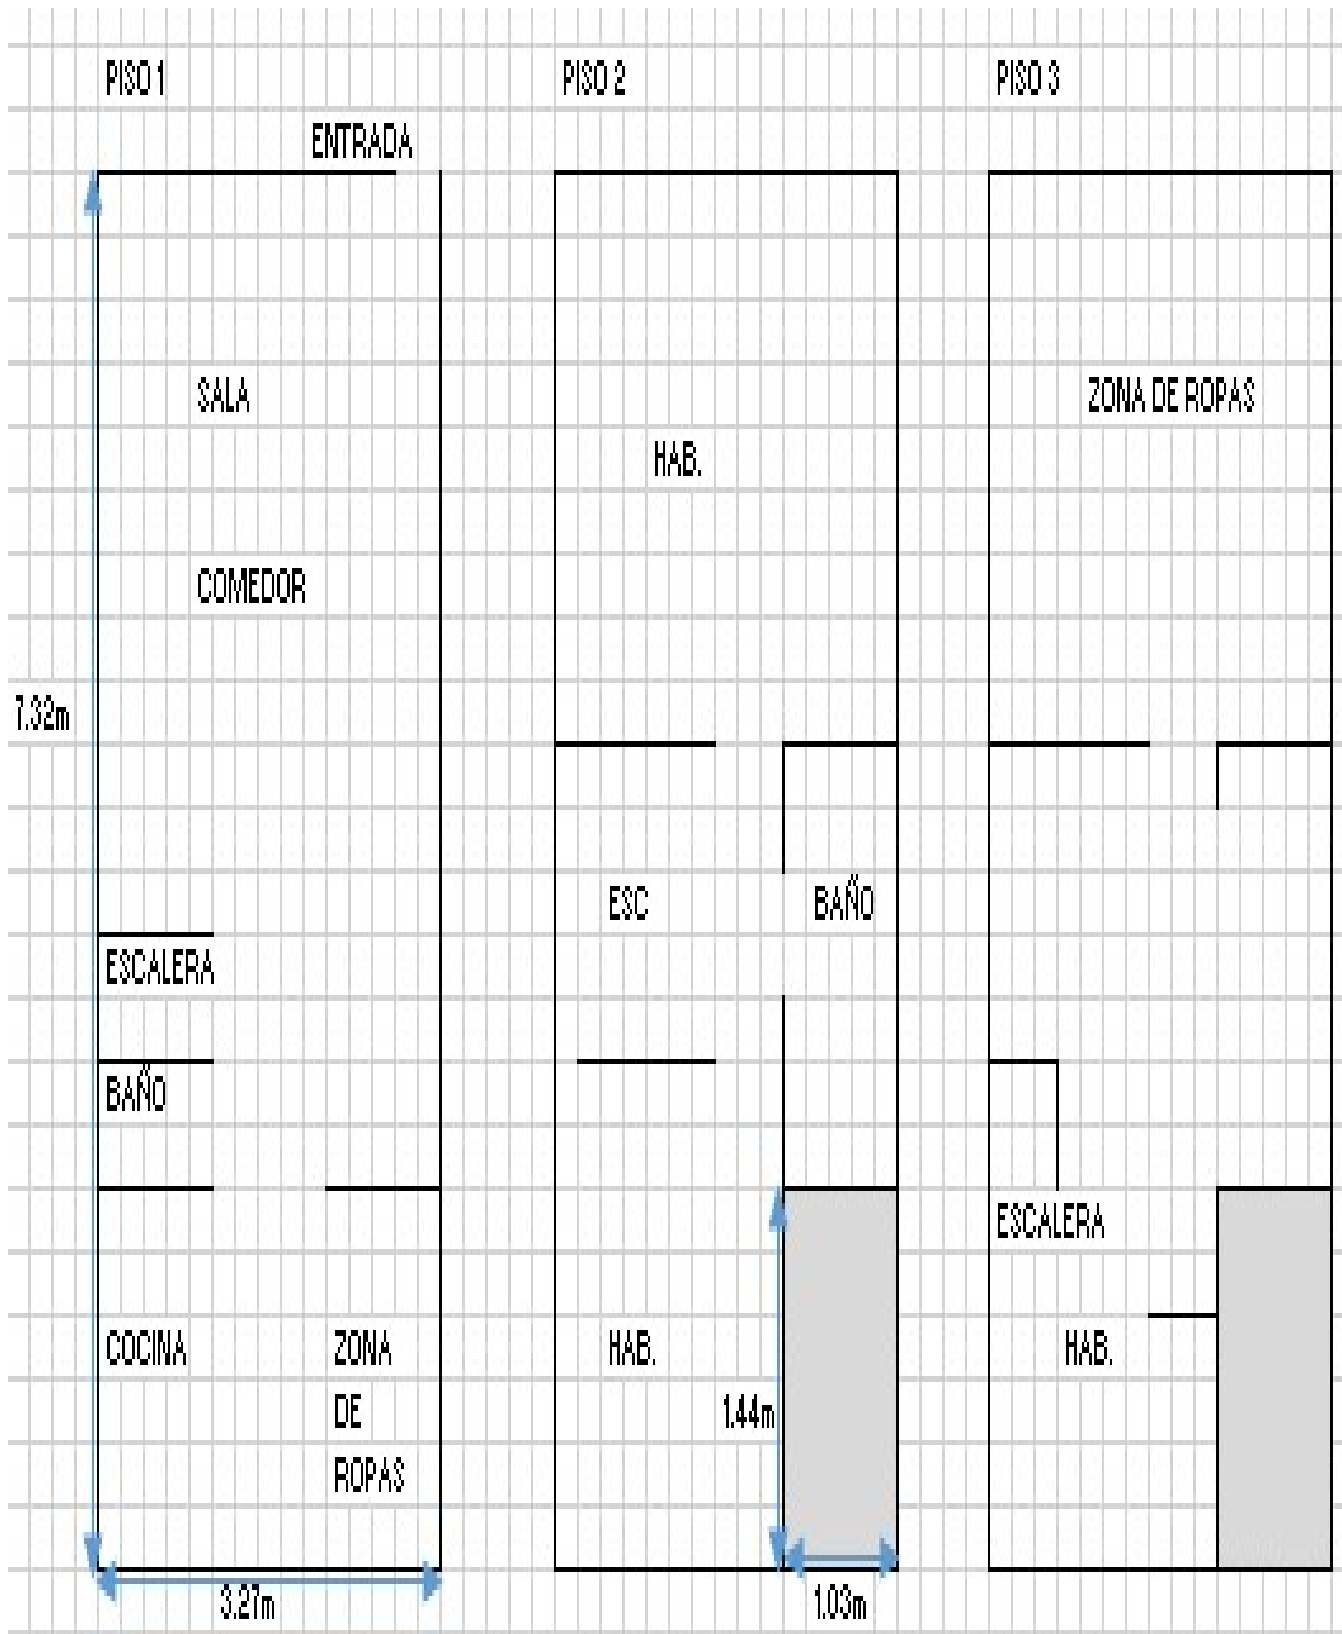 PISO 1
PISO 2
PISO 3
ENTRADA
SALA
ZONA DE ROPAS
HAB.
COMEDOR
7.32m
ESC
BAÑO
ESCALERA
BAÑO
ESCALERA
COCINA
ZONA
DE
ROPAS
HAB.
HAB.
1.44m
3.27m
1.03m